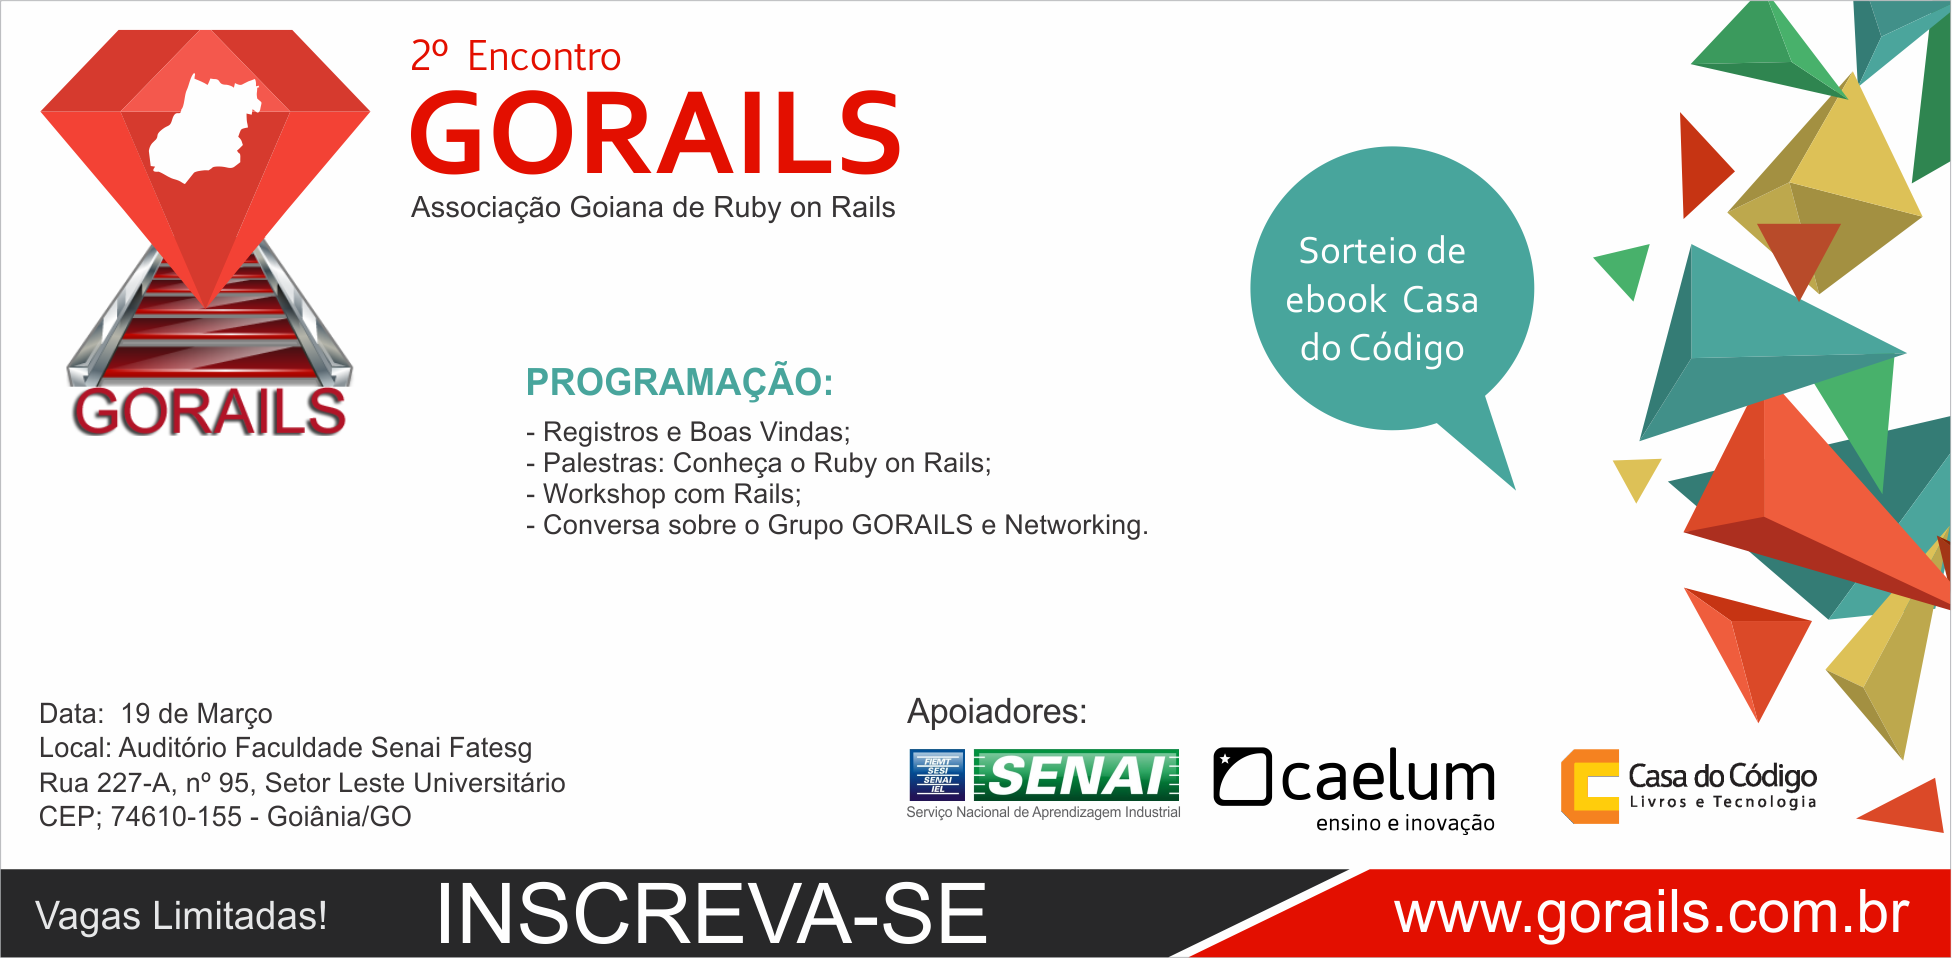 2º Encontro
GORAILS
Associação Goiana de Ruby on Rails
GORAILS
Sorteio de
ebook Casa
do Código
PROGRAMAÇÃO:
- Registros e Boas Vindas;
- Palestras: Conheça o Ruby on Rails;
- Workshop com Rails;
- Conversa sobre o Grupo GORAILS e Networking.
Data: 19 de Março
Local: Auditório Faculdade Senai Fatesg
Rua 227-A, nº 95, Setor Leste Universitário
CEP; 74610-155 - Goiânia/GO
Apoiadores:
FIEMT
SESI
SENAI
IEL
SENAI
Serviço Nacional de Aprendizagem Industrial
caelum
ensino e inovação
Casa do Código
Livros e Tecnologia
Vagas Limitadas!
INSCREVA-SE
www.gorails.com.br